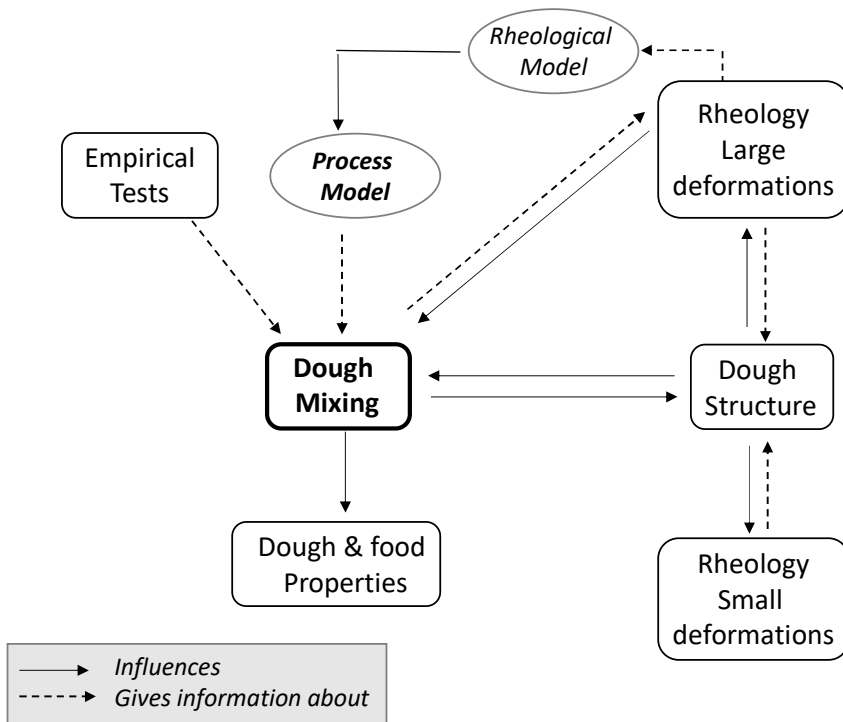 Rheological
Model
Rheology
Large
deformations
Empirical
Tests
Process
Model
Dough
Mixing
Dough
Structure
Dough & food
Properties
Rheology
Small
deformations
Influences
Gives information about